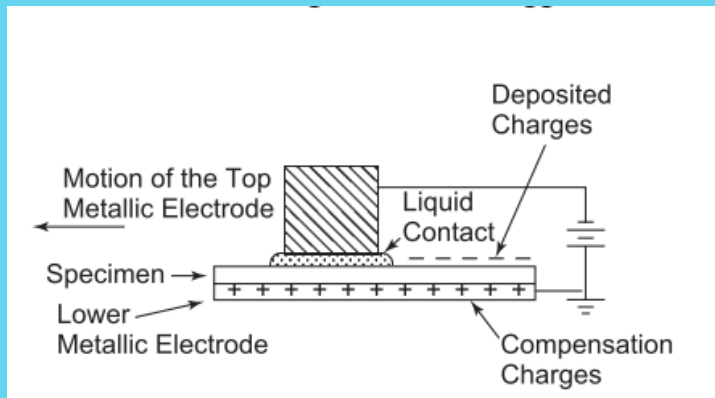 Deposited
Charges
Motion of the Top
Metallic Electrode
Liquid
Contact
Specimen
+ + + + + + + + + + +
Lower
Metallic Electrode
Compensation
Charges